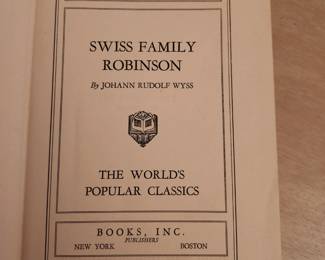 SWISS FAMILY
ROBINSON
By JOHANN RUDOLF WYSS
THE WORLD'S
POPULAR CLASSICS
BOOKS, INC.
PUBLISHERS
NEW YORK BOSTON